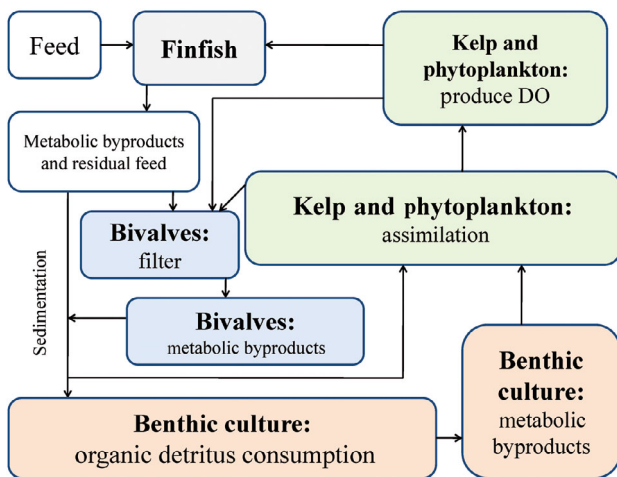 Feed
Finfish
Kelp and
phytoplankton:
produce DO
Metabolic byproducts
and residual feed
Kelp and phytoplankton:
assimilation
Bivalves:
filter
Sedimentation
Bivalves:
metabolic byproducts
Benthic
culture:
metabolic
byproducts
Benthic culture:
organic detritus consumption